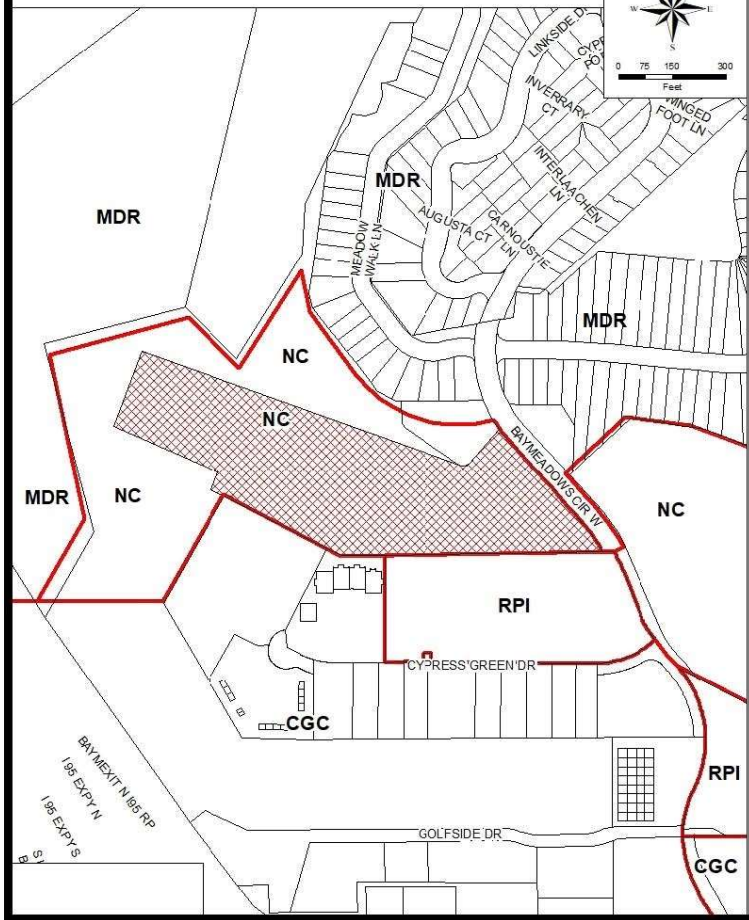 W E
S
0 75 150 300
Feet
LINKSIDE DR
INVERRARY
CT
WINGED
FOOT LN
INTERLAACHEN
LN
MDR
MDR
AUGUSTA CT
CARNOUSTIE
LN
MEADOW
WALK LN
MDR
NC
NC
BAYMEADOWS CIR W
MDR
NC
NC
RPI
CYPRESS GREEN DR
CGC
BAYMEXIT N I95 RP
I 95 EXPY N
I 95 EXPY S
RPI
GOLFSIDE DR
CGC